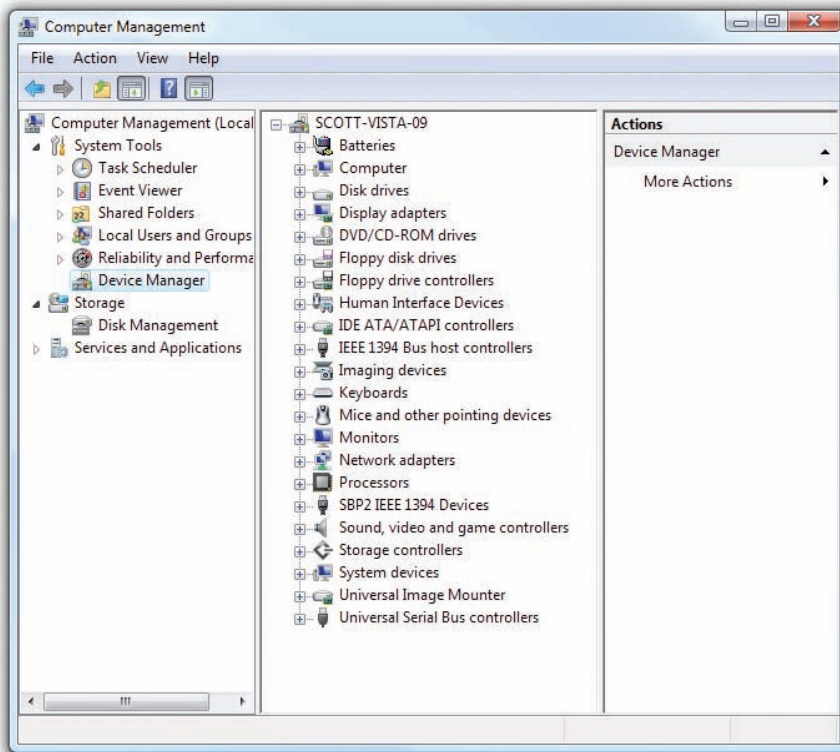 Computer Management
File Action View Help
Computer Management (Local
System Tools
Task Scheduler
Event Viewer
Shared Folders
Local Users and Groups
Reliability and Performa
Device Manager
Storage
Disk Management
Services and Applications
SCOTT-VISTA-09
Batteries
Computer
Disk drives
Display adapters
DVD/CD-ROM drives
Floppy disk drives
Floppy drive controllers
Human Interface Devices
IDE ATA/ATAPI controllers
IEEE 1394 Bus host controllers
Imaging devices
Keyboards
Mice and other pointing devices
Monitors
Network adapters
Processors
SBP2 IEEE 1394 Devices
Sound, video and game controllers
Storage controllers
System devices
Universal Image Mounter
Universal Serial Bus controllers
Actions
Device Manager
More Actions